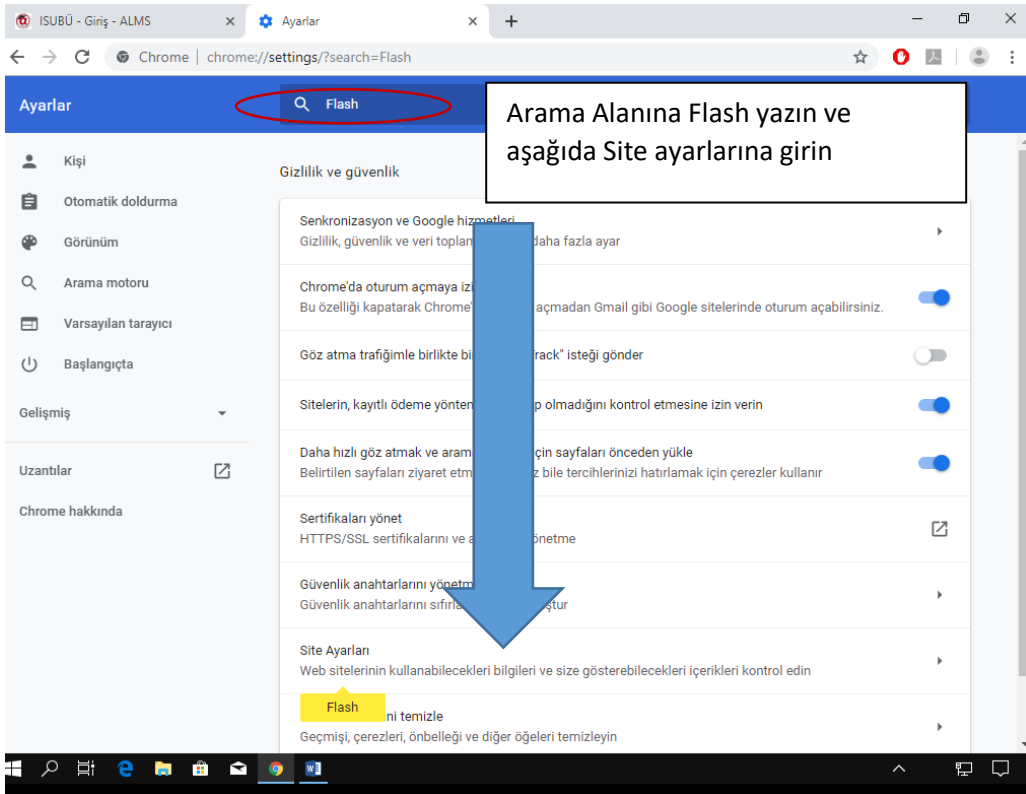 ISUBÜ - Giriş - ALMS
Ayarlar
Chrome | chrome://settings/?search=Flash
Ayarlar
Flash
Arama Alanına Flash yazın ve
aşağıda Site ayarlarına girin
Kişi
Otomatik doldurma
Görünüm
Arama motoru
Varsayılan tarayıcı
Başlangıçta
Gelişmiş
Uzantılar
Chrome hakkında
Gizlilik ve güvenlik
Senkronizasyon ve Google hizmetleri
Gizlilik, güvenlik ve veri toplan daha fazla ayar
Chrome'da oturum açmaya izi
Bu özelliği kapatarak Chrome' açmadan Gmail gibi Google sitelerinde oturum açabilirsiniz.
Göz atma trafiğimle birlikte bi rack" isteği gönder
Sitelerin, kayıtlı ödeme yönten p olmadığını kontrol etmesine izin verin
Daha hızlı göz atmak ve aram çin sayfaları önceden yükle
Belirtilen sayfaları ziyaret etm z bile tercihlerinizi hatırlamak için çerezler kullanır
Sertifikaları yönet
HTTPS/SSL sertifikalarını ve a önetme
Güvenlik anahtarlarını yönetm
Güvenlik anahtarlarını sıfırla ştur
Site Ayarları
Web sitelerinin kullanabilecekleri bilgileri ve size gösterebilecekleri içerikleri kontrol edin
Flash
ni temizle
Geçmişi, çerezleri, önbelleği ve diğer öğeleri temizleyin